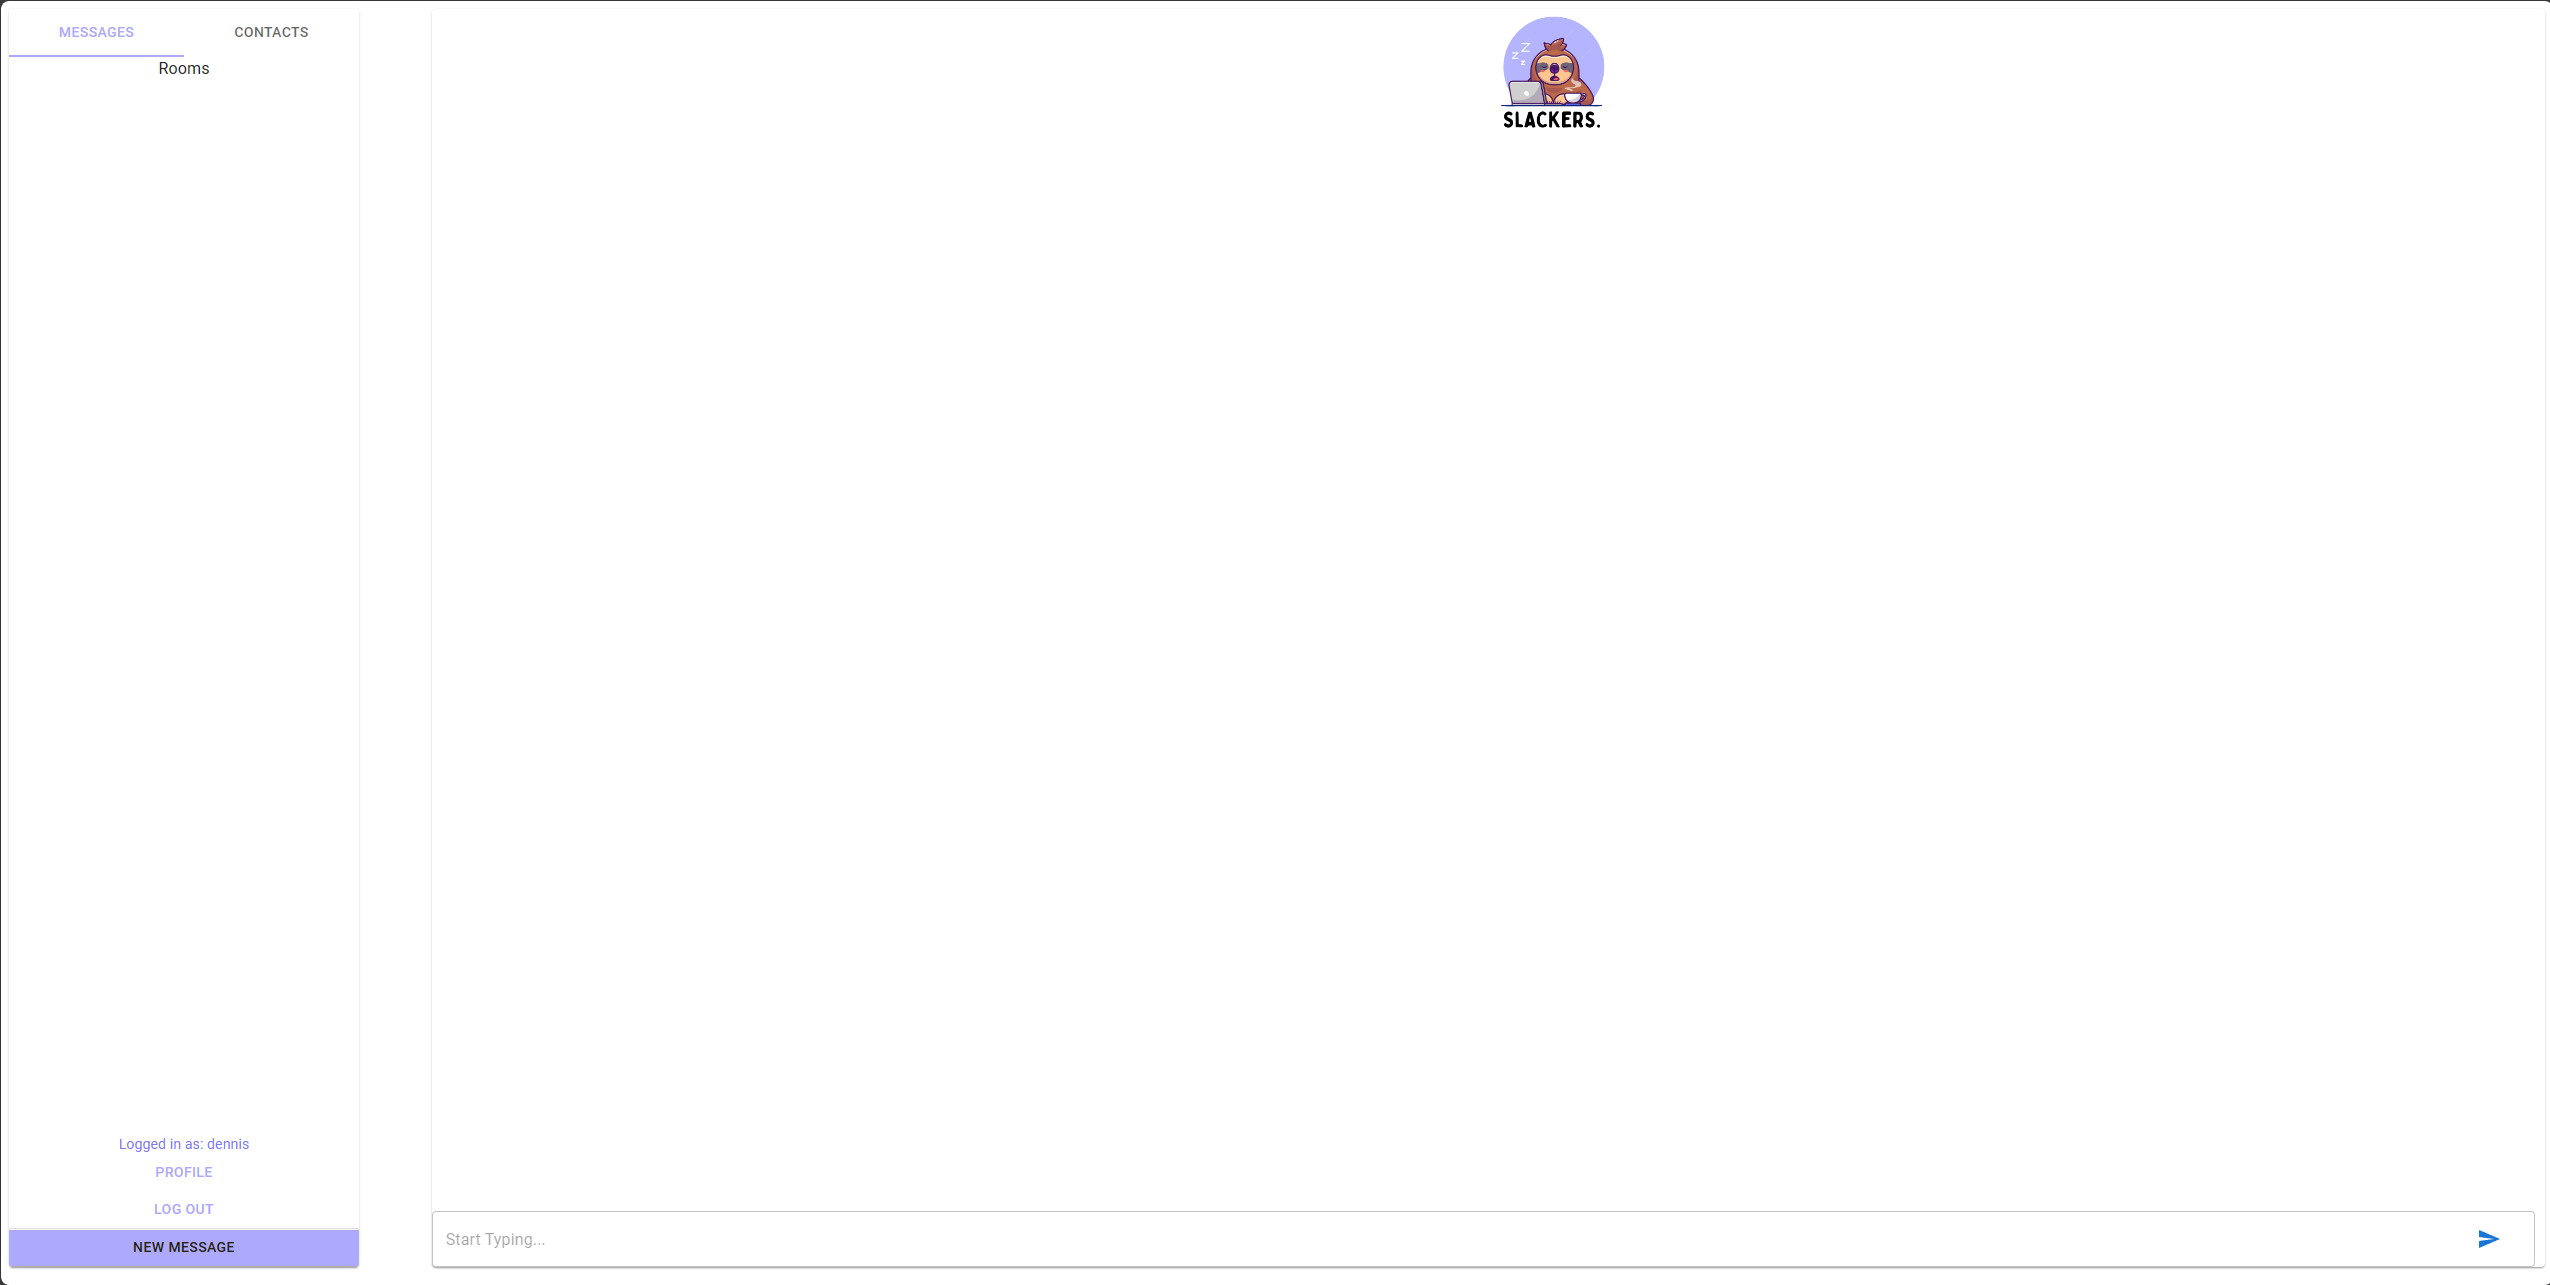 MESSAGES CONTACTS
Rooms
Logged in as: dennis
PROFILE
LOG OUT
NEW MESSAGE
z Z
z
SLACKERS.
Start Typing...